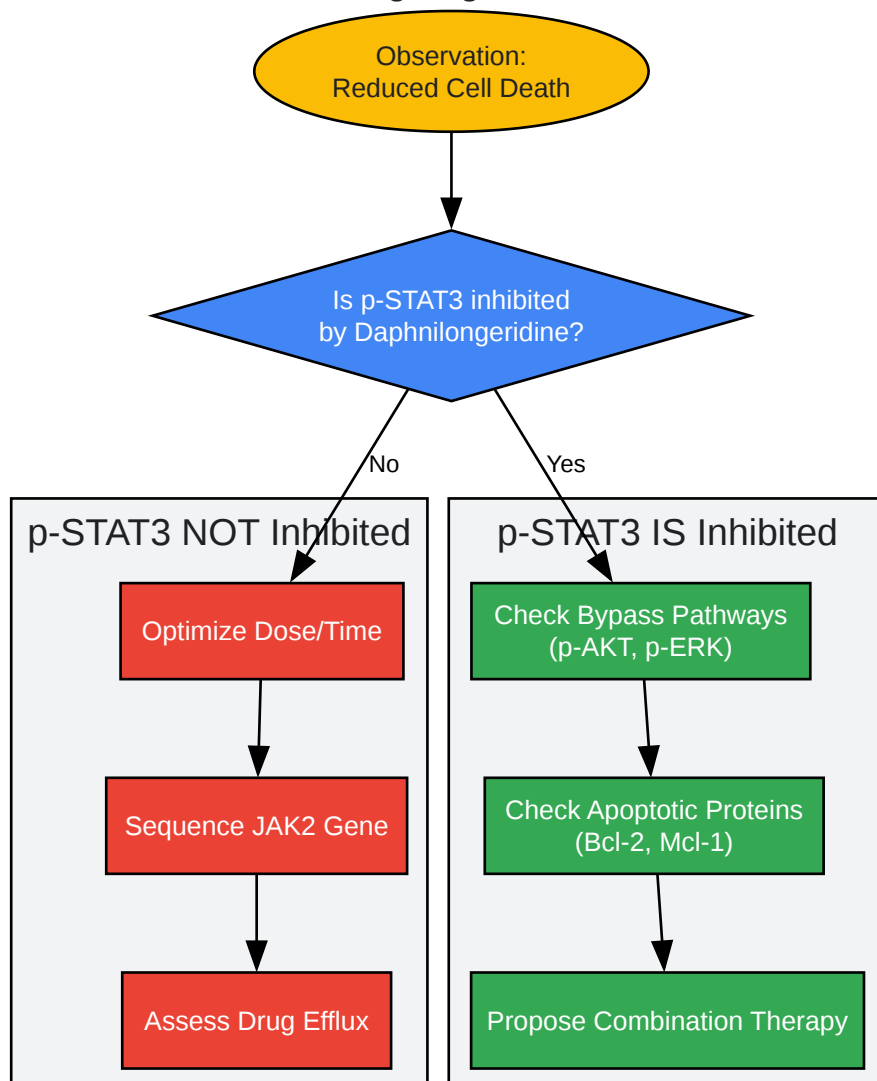 Observation:
Reduced Cell Death
Is p-STAT3 inhibited
by Daphnilongeridine?
No
Yes
p-STAT3 NOT Inhibited
p-STAT3 IS Inhibited
Optimize Dose/Time
Check Bypass Pathways
(p-AKT, p-ERK)
Sequence JAK2 Gene
Check Apoptotic Proteins
(Bcl-2, Mcl-1)
Assess Drug Efflux
Propose Combination Therapy